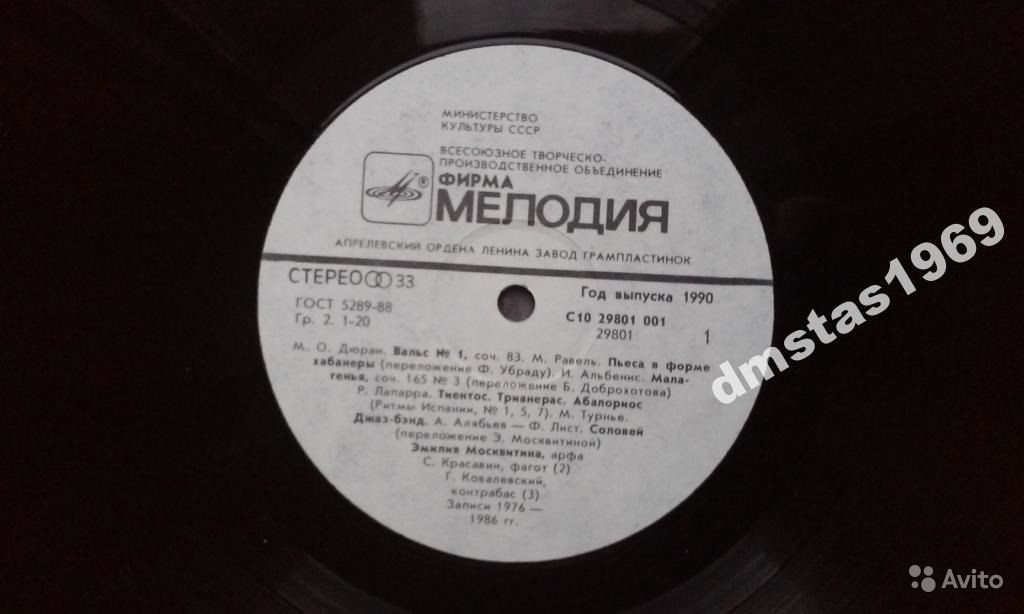 МИНИСТЕРСТВО
КУЛЬТУРЫ СССР
ВСЕСОЮЗНОЕ ТВОРЧЕСКО-
ПРОИЗВОДСТВЕННОЕ ОБЪЕДИНЕНИЕ
®
ФИРМА
МЕЛОДИЯ
АПРЕЛЕВСКИЙ ОРДЕНА ЛЕНИНА ЗАВОД ГРАМПЛАСТИНОК
СТЕРЕО 33
ГОСТ 5289-88
Гр. 2. 1-20
Год выпуска 1990
С10 29801 001
29801
1
М. О. Дюран. Вальс № 1, соч. 83. М. Равель. Пьеса в форме
хабанеры (переложение Ф. Убраду). И. Альбенис. Мала-
генья, соч. 165 № 3 (переложение Б. Доброхотова)
Р. Лапарра. Тиентос. Трианерас. Абалориос
(Ритмы Испании, № 1, 5, 7). М. Турнье.
Джаз-бэнд. А. Алябьев — Ф. Лист. Соловей
(переложение Э. Москвитиной)
Эмилия Москвитина, арфа
С. Красавин, фагот (2)
Г. Ковалевский,
контрабас (3)
Записи 1976 —
1986 гг.
dmstas1969
Avito